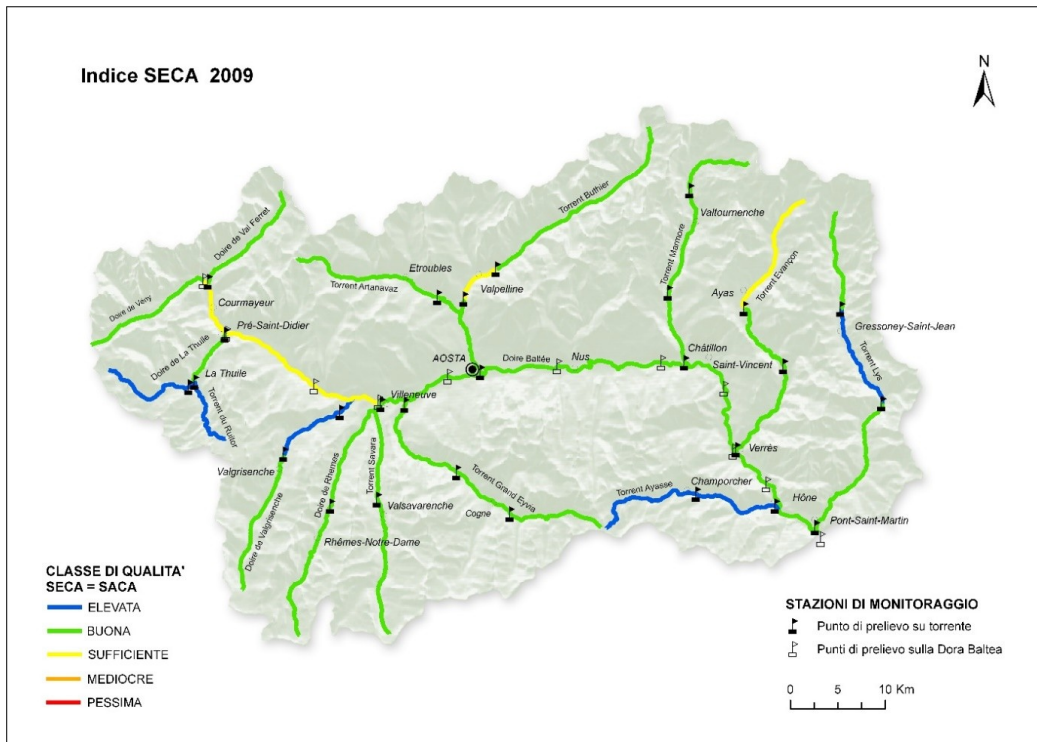 Indice SECA 2009
N
Torrent Buthier
Valtournenche
Doire de Val Ferret
Etroubles
Torrent Artanavaz
Valpelline
Torrent Marmore
Ayas
Torrent Evançon
Doire de Vény
Courmayeur
Pré-Saint-Didier
Gressoney-Saint-Jean
Doire de La Thuile
AOSTA
Doire Baltée
Nus
Châtillon
Saint-Vincent
Torrent Lys
La Thuile
Torrent du Ruitor
Villeneuve
Valgrisenche
Doire de Rhemes
Torrent Savara
Verrès
Torrent Grand Eyvia
Champorcher
Torrent Ayasse
Hône
Valsavarenche
Cogne
Doire de Valgrisenche
Pont-Saint-Martin
Rhêmes-Notre-Dame
CLASSE DI QUALITA'
SECA = SACA
ELEVATA
BUONA
SUFFICIENTE
MEDIOCRE
PESSIMA
STAZIONI DI MONITORAGGIO
Punto di prelievo su torrente
Punti di prelievo sulla Dora Baltea
0 5 10 Km